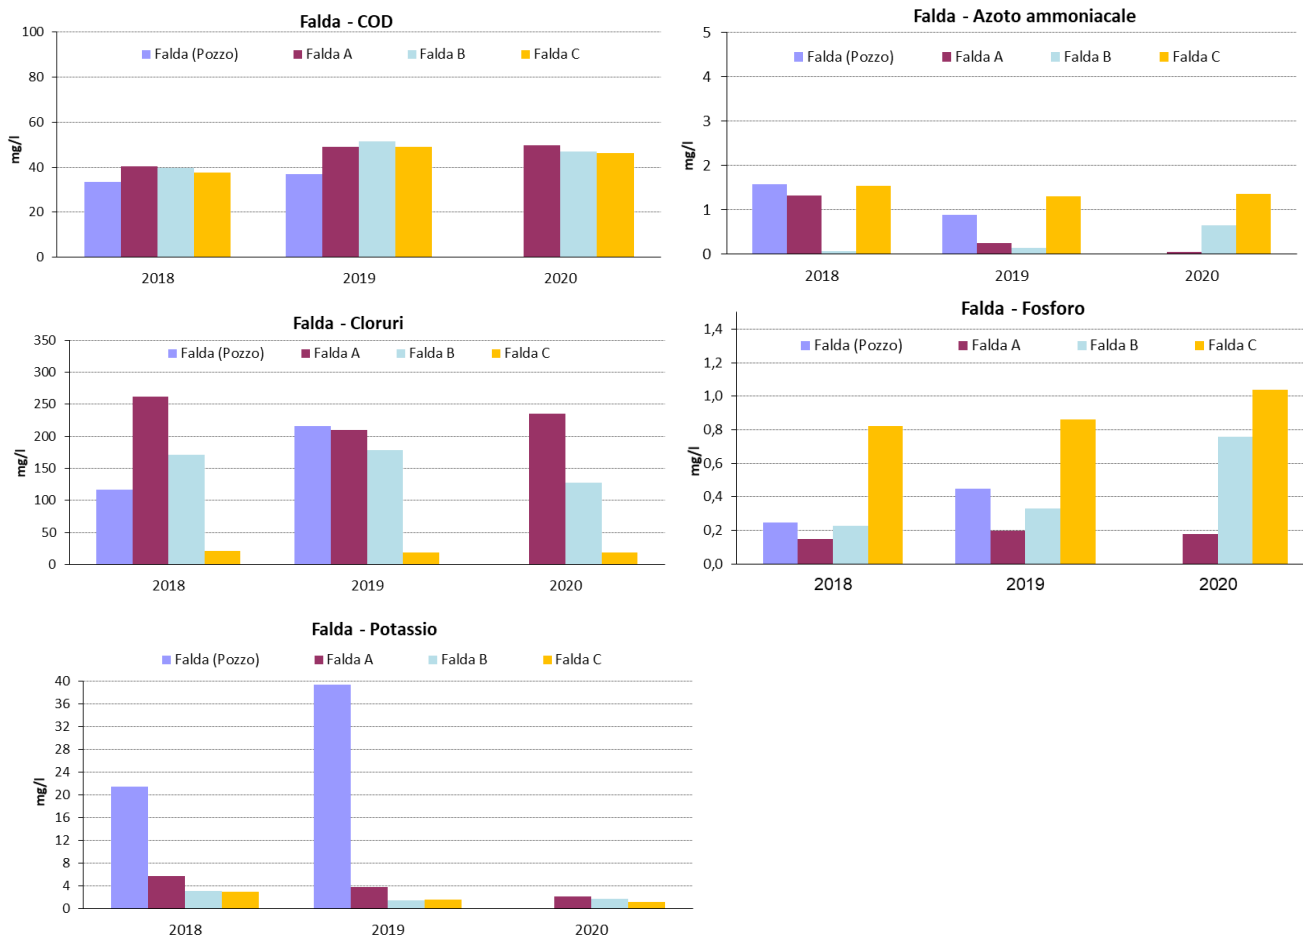 Falda - COD
Falda (Pozzo) Falda A Falda B Falda C
100
80
60
40
20
0
mg/l
2018 2019 2020
Falda - Azoto ammoniacale
Falda (Pozzo) Falda A Falda B Falda C
5
4
3
2
1
0
mg/l
2018 2019 2020
Falda - Cloruri
Falda (Pozzo) Falda A Falda B Falda C
350
300
250
200
150
100
50
0
mg/l
2018 2019 2020
Falda - Fosforo
Falda (Pozzo) Falda A Falda B Falda C
1,4
1,2
1,0
0,8
0,6
0,4
0,2
0,0
mg/l
2018 2019 2020
Falda - Potassio
Falda (Pozzo) Falda A Falda B Falda C
40
36
32
28
24
20
16
12
8
4
0
mg/l
2018 2019 2020